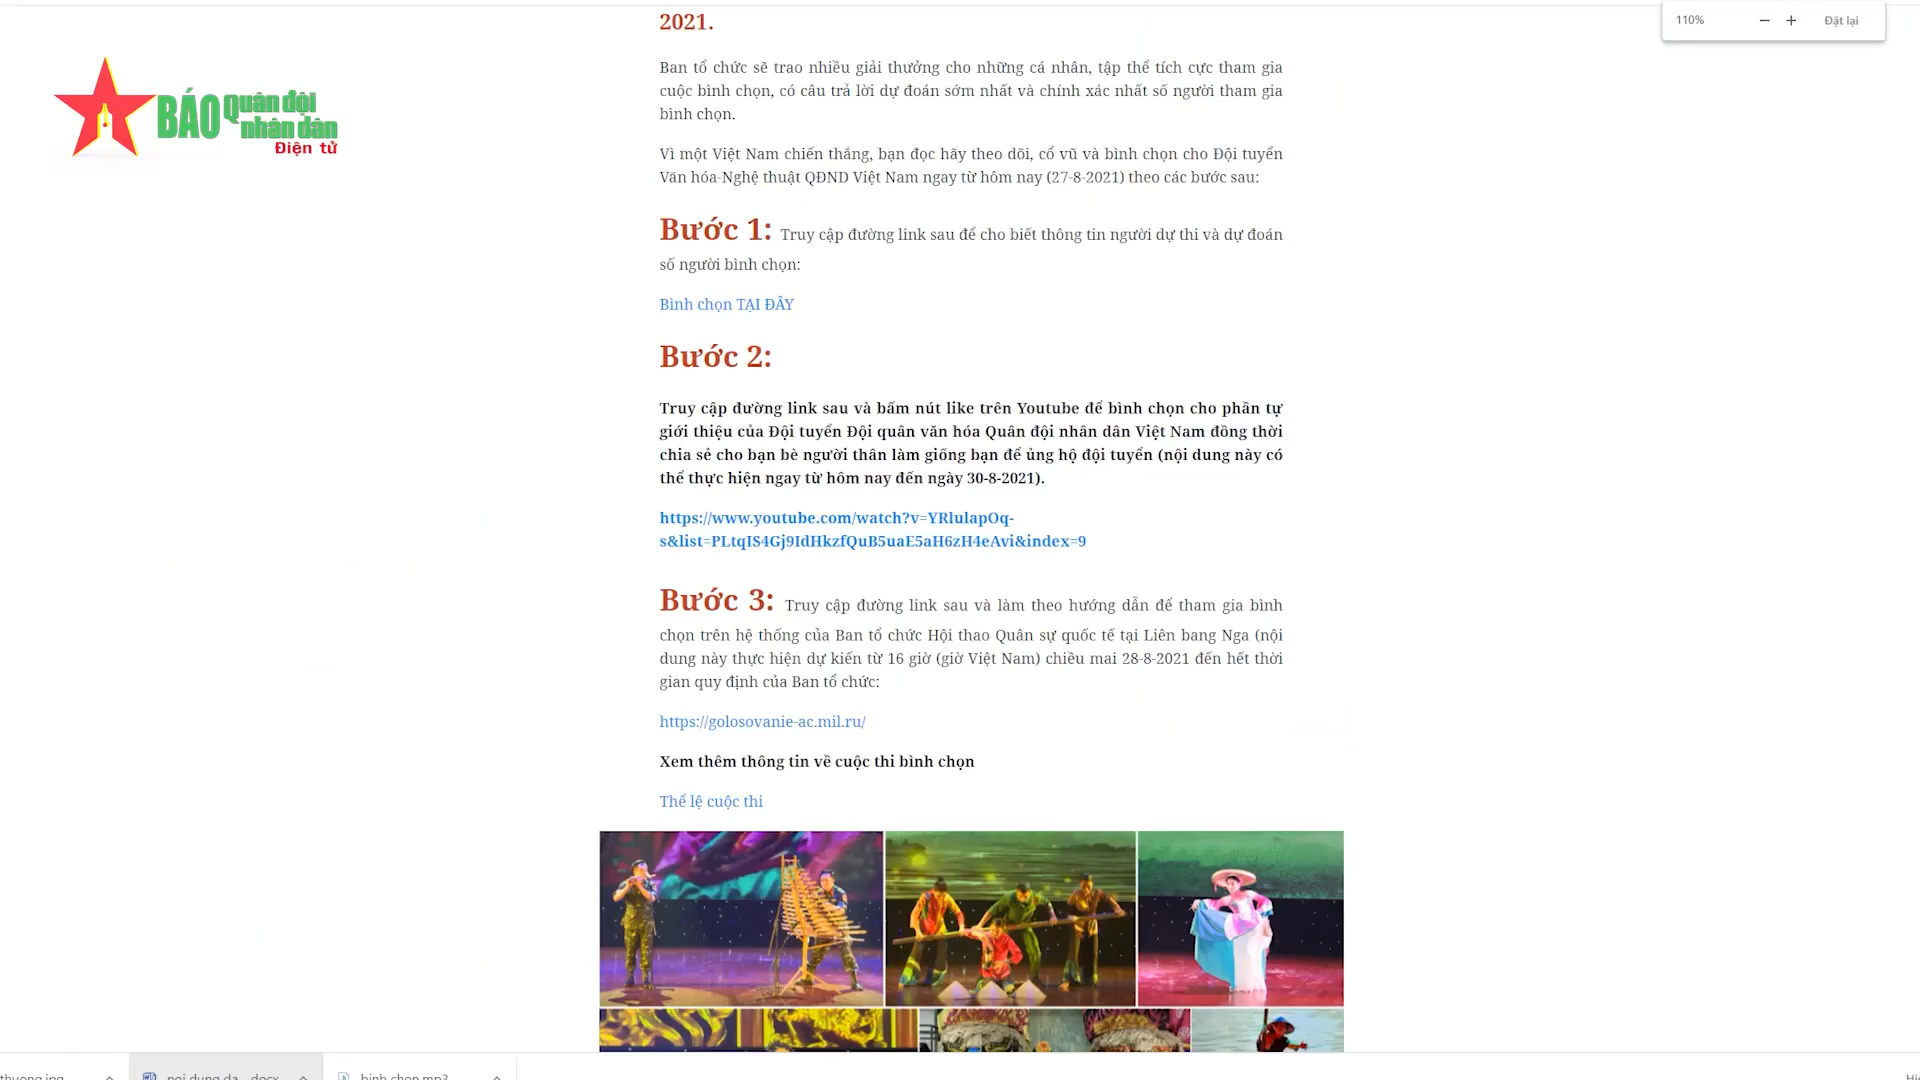 2021.
110%
Đặt lại
BÁO Quân đội
nhân dân
Điện tử
Ban tổ chức sẽ trao nhiều giải thưởng cho những cá nhân, tập thể tích cực tham gia
cuộc bình chọn, có câu trả lời dự đoán sớm nhất và chính xác nhất số người tham gia
bình chọn.
Vì một Việt Nam chiến thắng, bạn đọc hãy theo dõi, cổ vũ và bình chọn cho Đội tuyển
Văn hóa-Nghệ thuật QĐND Việt Nam ngay từ hôm nay (27-8-2021) theo các bước sau:
Bước 1: Truy cập đường link sau để cho biết thông tin người dự thi và dự đoán
số người bình chọn:
Bình chọn TẠI ĐÂY
Bước 2:
Truy cập đường link sau và bấm nút like trên Youtube để bình chọn cho phần tự
giới thiệu của Đội tuyển Đội quân văn hóa Quân đội nhân dân Việt Nam đồng thời
chia sẻ cho bạn bè người thân làm giống bạn để ủng hộ đội tuyển (nội dung này có
thể thực hiện ngay từ hôm nay đến ngày 30-8-2021).
https://www.youtube.com/watch?v=YRlulapOq-
s&list=PLtqIS4Gj9IdHkzfQuB5uaE5aH6zH4eAvi&index=9
Bước 3: Truy cập đường link sau và làm theo hướng dẫn để tham gia bình
chọn trên hệ thống của Ban tổ chức Hội thao Quân sự quốc tế tại Liên bang Nga (nội
dung này thực hiện dự kiến từ 16 giờ (giờ Việt Nam) chiều mai 28-8-2021 đến hết thời
gian quy định của Ban tổ chức:
https://golosovanie-ac.mil.ru/
Xem thêm thông tin về cuộc thi bình chọn
Thể lệ cuộc thi
thuong.jpg
noi dung da....docx
binh chon.mp3